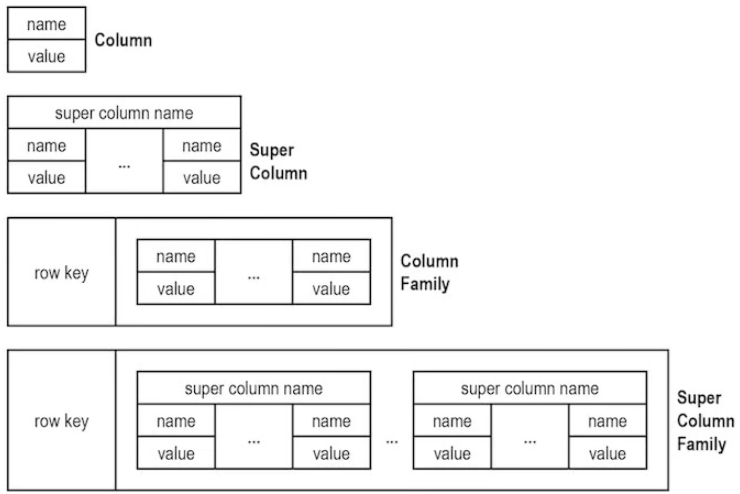 name
value
Column
super column name
name ... name
value value
Super
Column
row key
name ... name
value value
Column
Family
row key
super column name super column name
name ... name ... name ... name
value value value value
Super
Column
Family